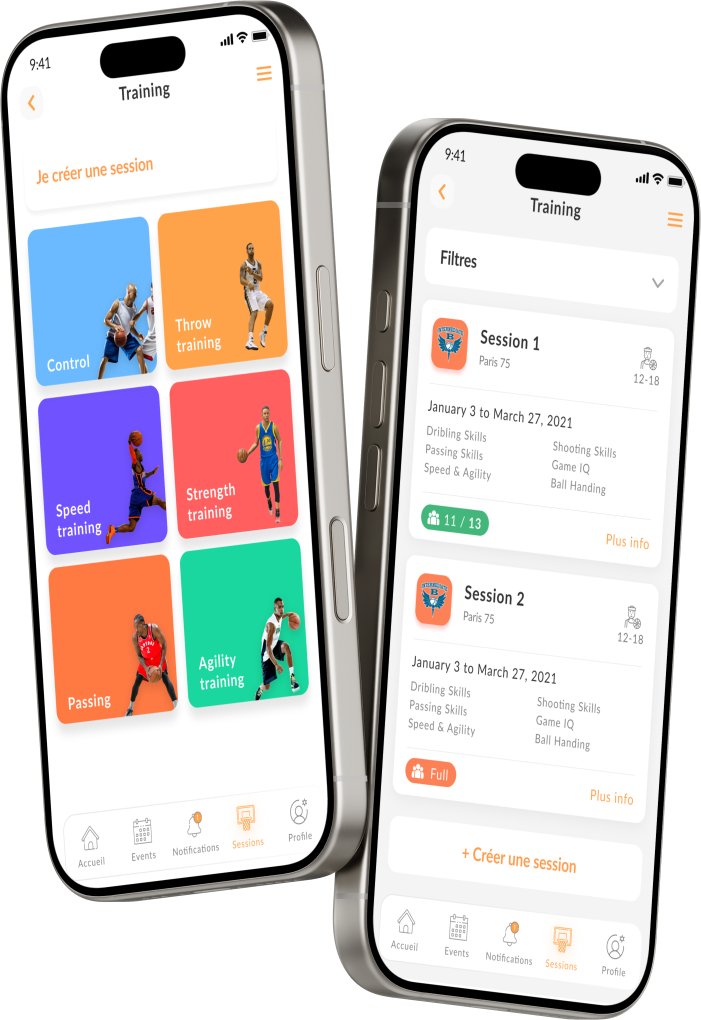 9:41
Training
Je créer une session
Control
Throw
training
Speed
training
Strength
training
Passing
Agility
training
Accueil
Events
Notifications
Sessions
Profile
9:41
Training
Filtres
Session 1
Paris 75
12-18
January 3 to March 27, 2021
Dribling Skills
Passing Skills
Speed & Agility
Shooting Skills
Game IQ
Ball Handing
11 / 13
Plus info
Session 2
Paris 75
12-18
January 3 to March 27, 2021
Dribling Skills
Passing Skills
Speed & Agility
Shooting Skills
Game IQ
Ball Handing
Full
Plus info
+ Créer une session
Accueil
Events
Notifications
Sessions
Profile